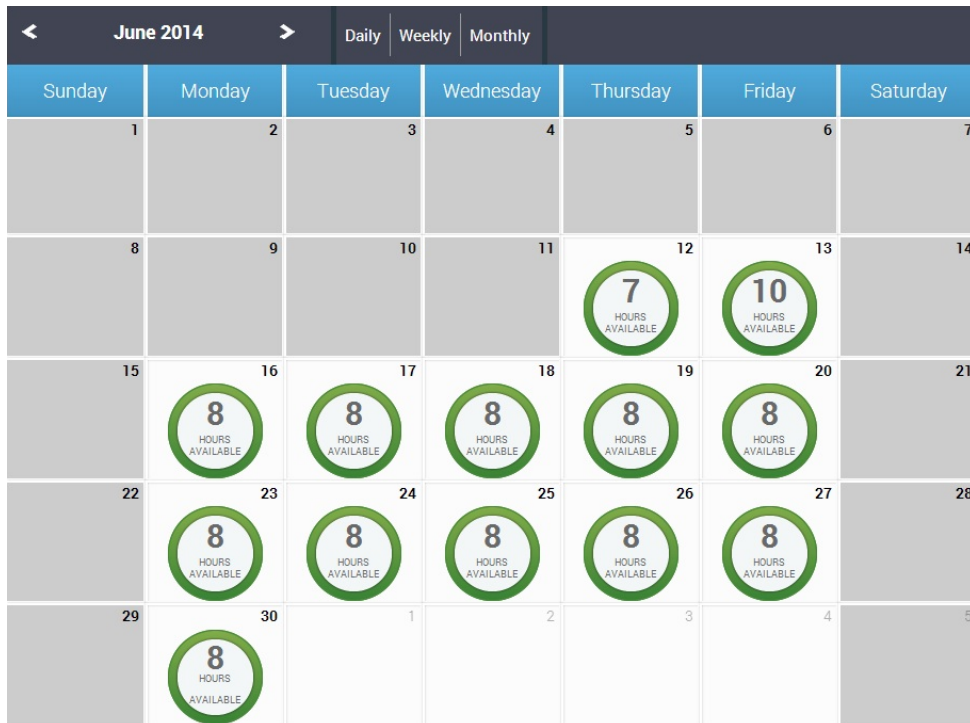 June 2014 Daily Weekly Monthly
Sunday Monday Tuesday Wednesday Thursday Friday Saturday
1 2 3 4 5 6 7
8 9 10 11 12 13 14
7 10
HOURS HOURS
AVAILABLE AVAILABLE
15 16 17 18 19 20 21
8 8 8 8 8
HOURS HOURS HOURS HOURS HOURS
AVAILABLE AVAILABLE AVAILABLE AVAILABLE AVAILABLE
22 23 24 25 26 27 28
8 8 8 8 8
HOURS HOURS HOURS HOURS HOURS
AVAILABLE AVAILABLE AVAILABLE AVAILABLE AVAILABLE
29 30 1 2 3 4 5
8
HOURS
AVAILABLE